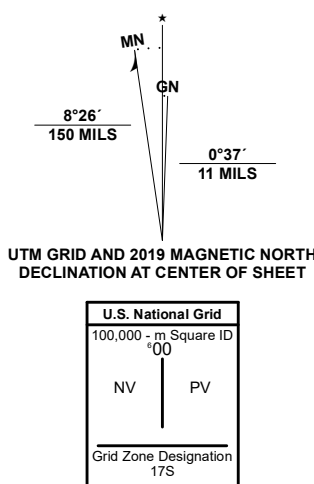 ★
MN
GN
8°26´
150 MILS
0°37´
11 MILS
UTM GRID AND 2019 MAGNETIC NORTH
DECLINATION AT CENTER OF SHEET
U.S. National Grid
100,000 - m Square ID
⁶00
NV PV
Grid Zone Designation
17S